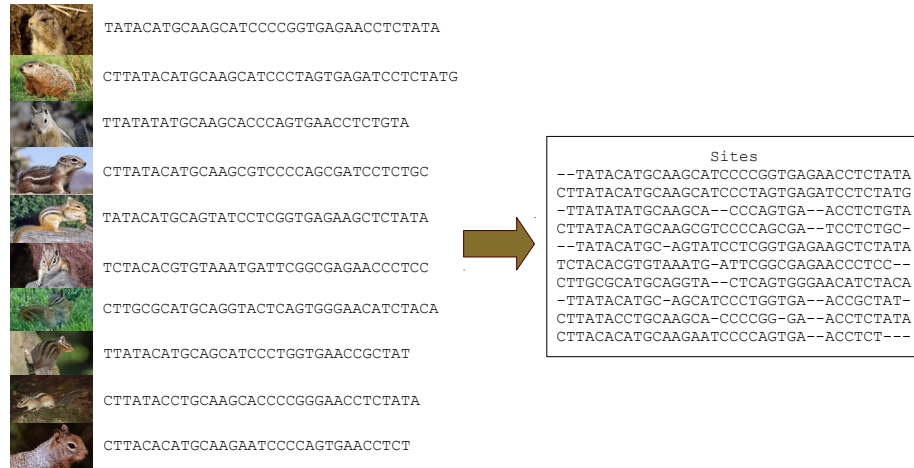 TATACATGCAAGCATCCCCGGTGAGAACCTCTATA
CTTATACATGCAAGCATCCCTAGTGAGATCCTCTATG
TTATATATGCAAGCACCCAGTGAACCTCTGTA
CTTATACATGCAAGCGTCCCCAGCGATCCTCTGC
TATACATGCAGTATCCTCGGTGAGAAGCTCTATA
TCTACACGTGTAAATGATTCGGCGAGAACCCTCC
CTTGCGCATGCAGGTACTCAGTGGGAACATCTACA
TTATACATGCAGCATCCCTGGTGAACCGCTAT
CTTATACCTGCAAGCACCCCGGGAACCTCTATA
CTTACACATGCAAGAATCCCCAGTGAACCTCT
Sites
--TATACATGCAAGCATCCCCGGTGAGAACCTCTATA
CTTATACATGCAAGCATCCCTAGTGAGATCCTCTATG
-TTATATATGCAAGCA--CCCAGTGA--ACCTCTGTA
CTTATACATGCAAGCGTCCCCAGCGA--TCCTCTGC-
--TATACATGC-AGTATCCTCGGTGAGAAGCTCTATA
TCTACACGTGTAAATG-ATTCGGCGAGAACCCTCC--
CTTGCGCATGCAGGTA--CTCAGTGGGAACATCTACA
-TTATACATGC-AGCATCCCTGGTGA--ACCGCTAT-
CTTATACCTGCAAGCA-CCCCGG-GA--ACCTCTATA
CTTACACATGCAAGAATCCCCAGTGA--ACCTCT---